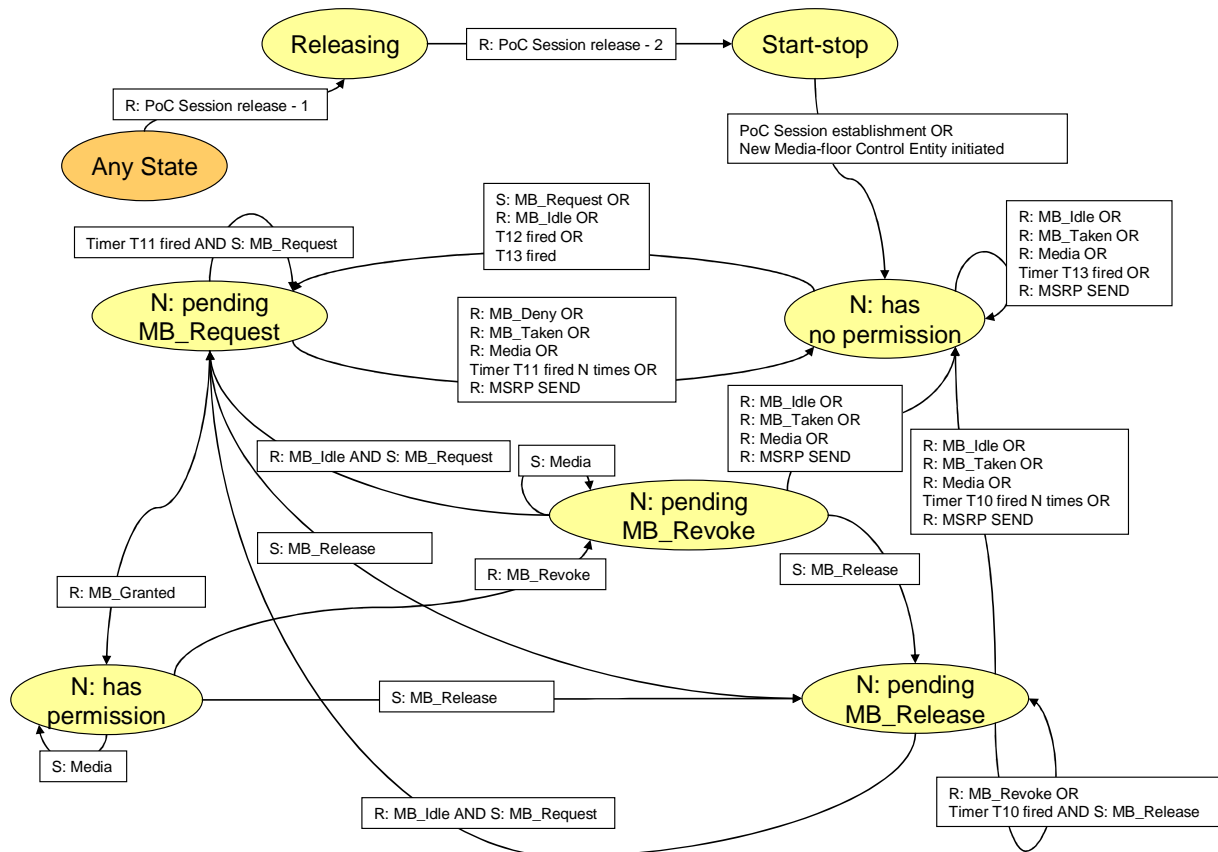 Releasing
R: PoC Session release - 2
Start-stop
R: PoC Session release - 1
Any State
PoC Session establishment OR
New Media-floor Control Entity initiated
S: MB_Request OR
R: MB_Idle OR
T12 fired OR
T13 fired
R: MB_Idle OR
R: MB_Taken OR
R: Media OR
Timer T13 fired OR
R: MSRP SEND
Timer T11 fired AND S: MB_Request
N: pending
MB_Request
N: has
no permission
R: MB_Deny OR
R: MB_Taken OR
R: Media OR
Timer T11 fired N times OR
R: MSRP SEND
R: MB_Idle OR
R: MB_Taken OR
R: Media OR
R: MSRP SEND
R: MB_Idle OR
R: MB_Taken OR
R: Media OR
Timer T10 fired N times OR
R: MSRP SEND
R: MB_Idle AND S: MB_Request
S: Media
N: pending
MB_Revoke
S: MB_Release
R: MB_Revoke
S: MB_Release
R: MB_Granted
N: has
permission
S: MB_Release
N: pending
MB_Release
S: Media
R: MB_Idle AND S: MB_Request
R: MB_Revoke OR
Timer T10 fired AND S: MB_Release